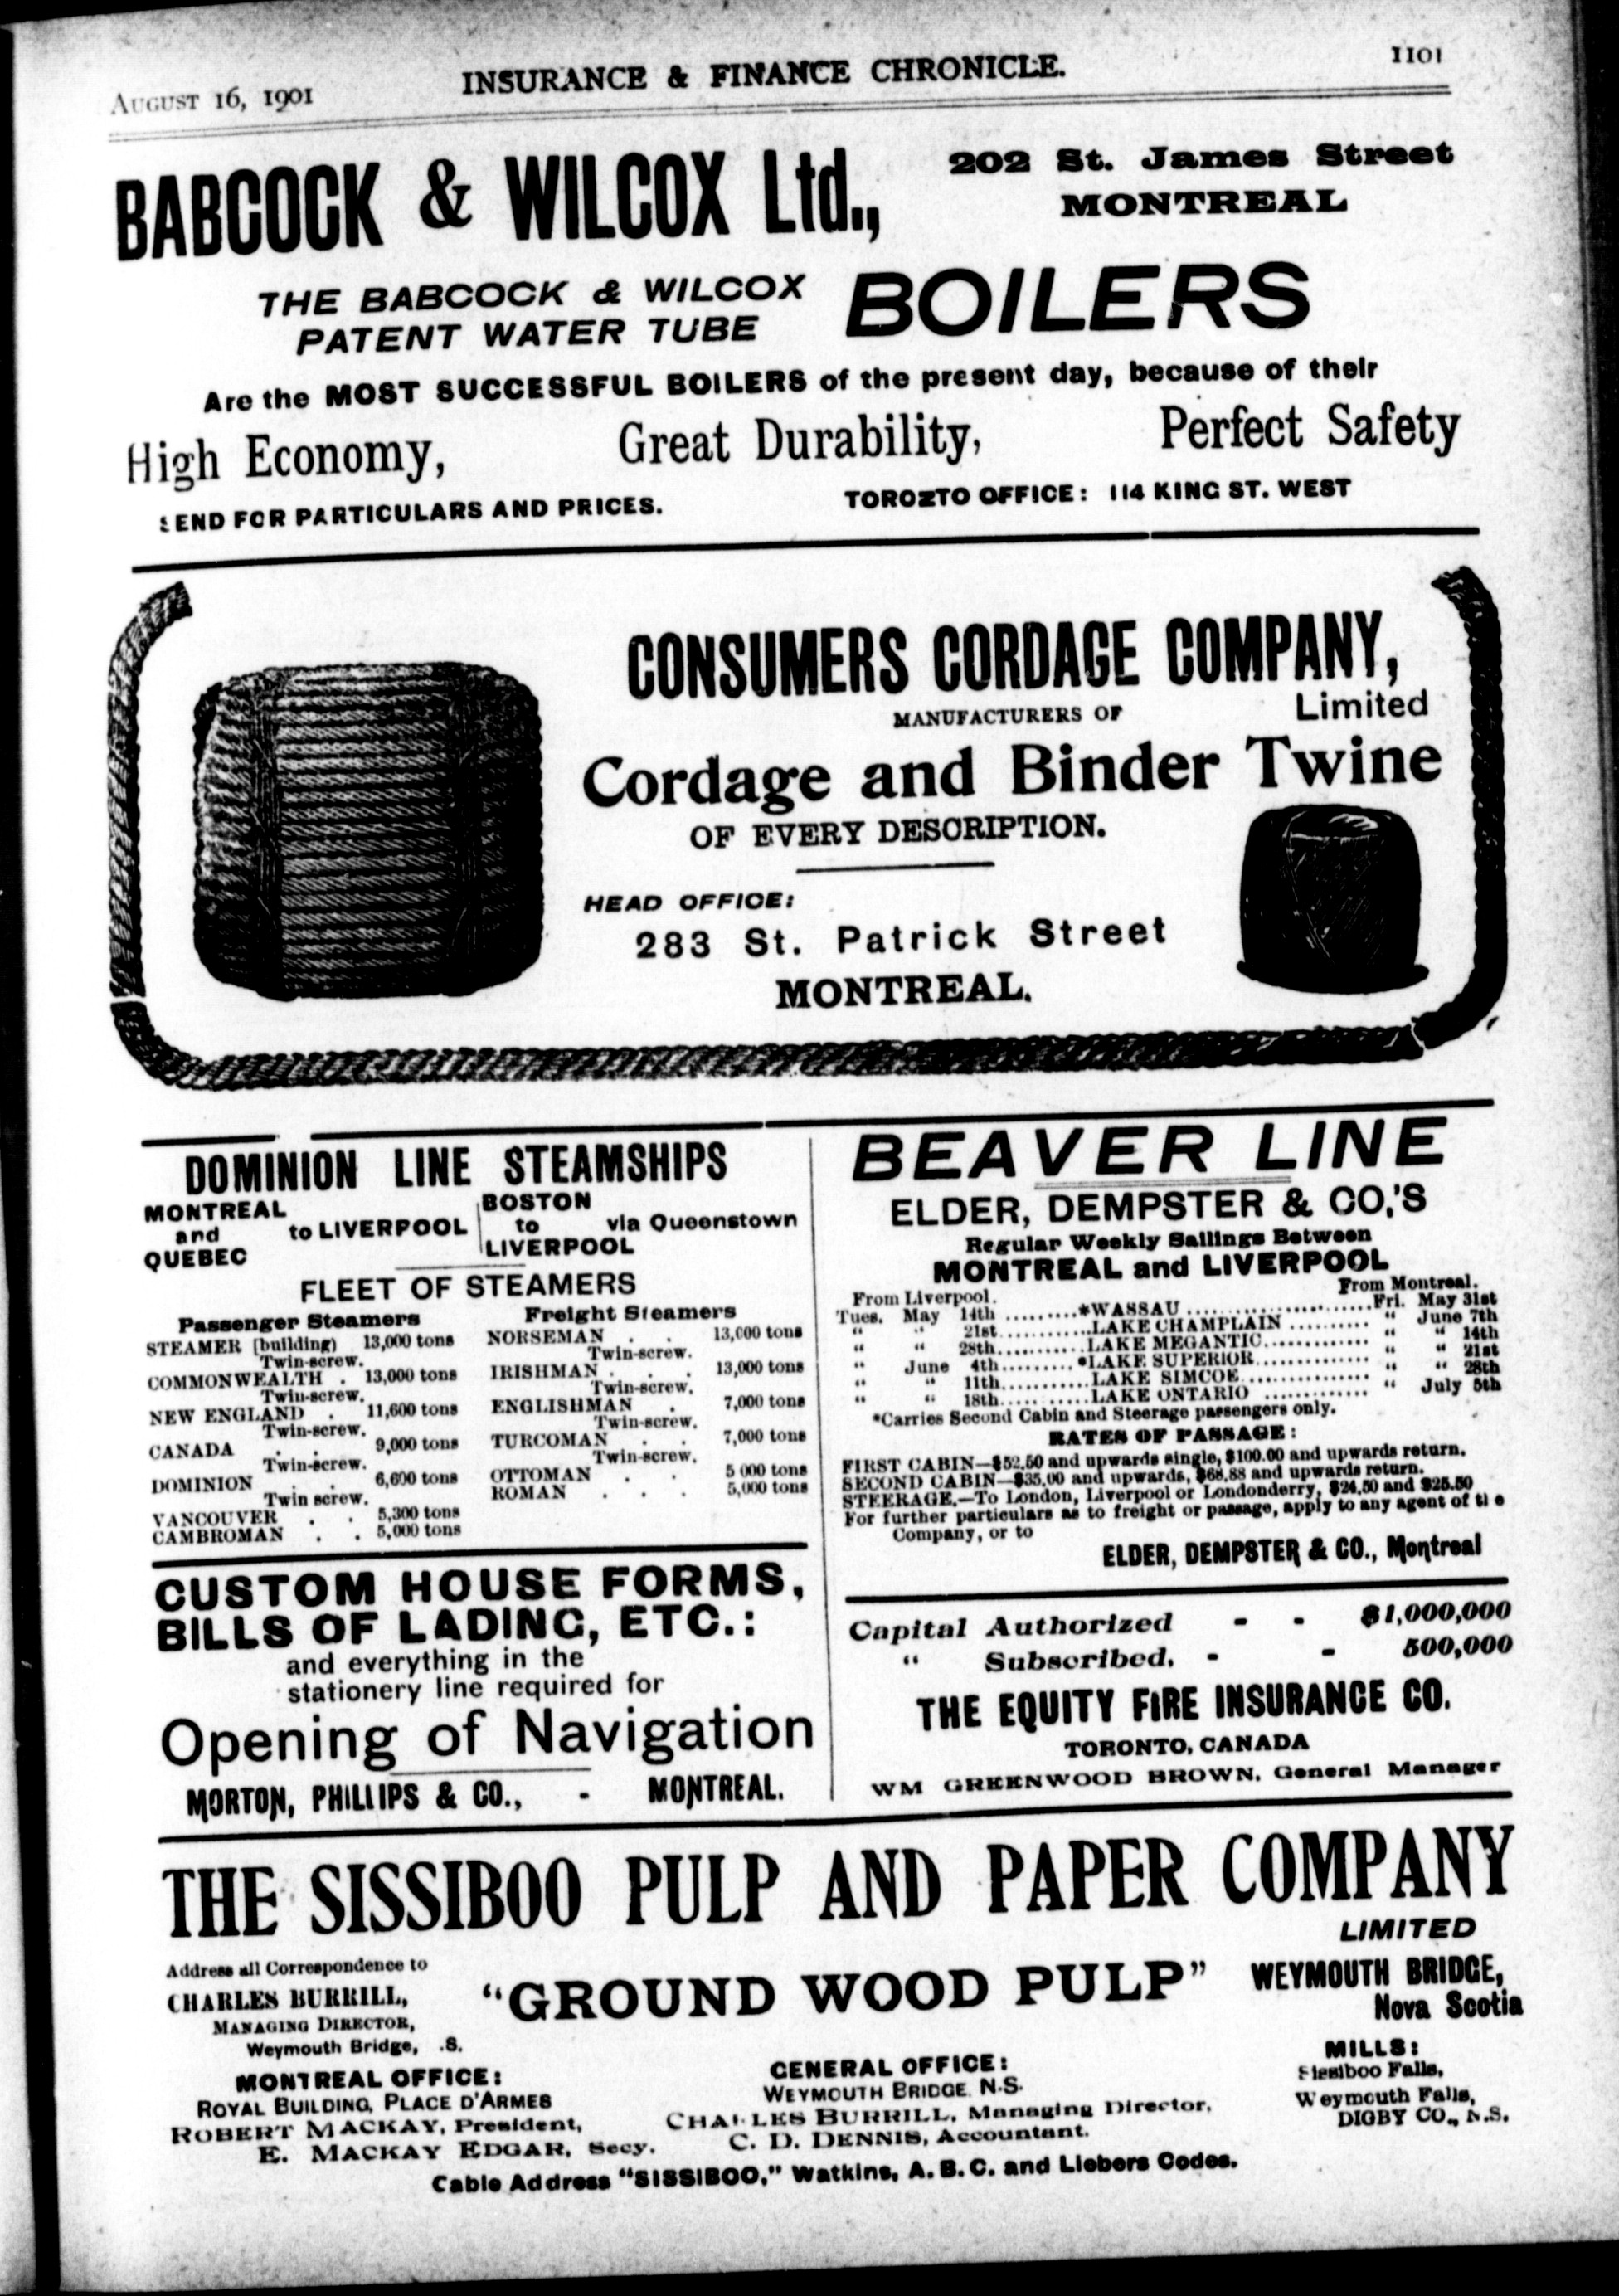 AUGUST 16, 1901
INSURANCE & FINANCE CHRONICLE.
1101
BABCOCK & WILCOX Ltd.,
202 St. James Street
MONTREAL
THE BABCOCK & WILCOX
PATENT WATER TUBE
BOILERS
Are the MOST SUCCESSFUL BOILERS of the present day, because of their
High Economy, Great Durability, Perfect Safety
SEND FOR PARTICULARS AND PRICES. TOROZTO OFFICE: 114 KING ST. WEST
CONSUMERS CORDAGE COMPANY,
MANUFACTURERS OF Limited
Cordage and Binder Twine
OF EVERY DESCRIPTION.
HEAD OFFICE:
283 St. Patrick Street
MONTREAL.
DOMINION LINE STEAMSHIPS
MONTREAL
and
QUEBEC
to LIVERPOOL
BOSTON
to
LIVERPOOL
via Queenstown
FLEET OF STEAMERS
Passenger Steamers
STEAMER (building) 13,000 tons
Twin-screw.
COMMONWEALTH . 13,000 tons
Twin-screw.
NEW ENGLAND . 11,600 tons
Twin-screw.
CANADA . . 9,000 tons
Twin-screw.
DOMINION . . 6,600 tons
Twin screw.
VANCOUVER . . 5,300 tons
CAMBROMAN . . 5,000 tons
Freight Steamers
NORSEMAN . . 13,000 tons
Twin-screw.
IRISHMAN . . . 13,000 tons
Twin-screw.
ENGLISHMAN . 7,000 tons
Twin-screw.
TURCOMAN . . 7,000 tons
Twin-screw.
OTTOMAN . . 5 000 tons
ROMAN . . . 5,000 tons
BEAVER LINE
ELDER, DEMPSTER & CO,'S
Regular Weekly Sailings Between
MONTREAL and LIVERPOOL
From Liverpool. From Montreal.
Tues. May 14th .........*WASSAU ........................Fri. May 31st
" " 21st............LAKE CHAMPLAIN .......... " June 7th
" " 28th...........LAKE MEGANTIC.............. " " 14th
" June 4th.........*LAKE SUPERIOR............... " " 21st
" " 11th...........LAKE SIMCOE................ " " 28th
" " 18th...........LAKE ONTARIO ............. " July 5th
*Carries Second Cabin and Steerage passengers only.
RATES OF PASSAGE:
FIRST CABIN—$52.50 and upwards single, $100.00 and upwards return.
SECOND CABIN—$35.00 and upwards, $68.88 and upwards return.
STEERAGE.—To London, Liverpool or Londonderry, $24.50 and $25.50
For further particulars as to freight or passage, apply to any agent of the
Company, or to
ELDER, DEMPSTER & CO., Montreal
CUSTOM HOUSE FORMS,
BILLS OF LADING, ETC.:
and everything in the
stationery line required for
Opening of Navigation
MORTON, PHILLIPS & CO., - MONTREAL.
Capital Authorized - - $1,000,000
" Subscribed, - - 500,000
THE EQUITY FIRE INSURANCE CO.
TORONTO, CANADA
WM GREENWOOD BROWN, General Manager
THE SISSIBOO PULP AND PAPER COMPANY
LIMITED
Address all Correspondence to
CHARLES BURRILL,
MANAGING DIRECTOR,
Weymouth Bridge, .S.
"GROUND WOOD PULP"
WEYMOUTH BRIDGE,
Nova Scotia
MONTREAL OFFICE:
ROYAL BUILDING, PLACE D'ARMES
ROBERT MACKAY, President,
E. MACKAY EDGAR, Secy.
GENERAL OFFICE:
WEYMOUTH BRIDGE N.S.
CHARLES BURRILL, Managing Director,
C. D. DENNIS, Accountant.
MILLS:
Sissiboo Falls,
Weymouth Falls,
DIGBY CO., N.S.
Cable Address "SISSIBOO," Watkins, A. B. C. and Liebers Codes.